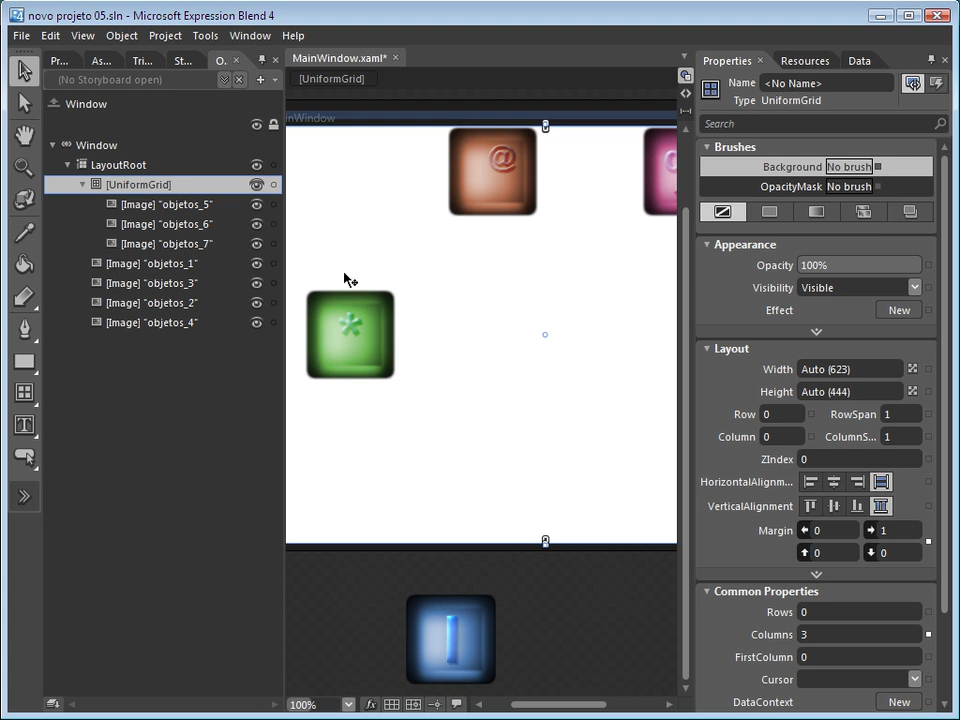 novo projeto 05.sln - Microsoft Expression Blend 4
File Edit View Object Project Tools Window Help
Pr... As... Tri... St... O.
(No Storyboard open)
Window
Window
LayoutRoot
[UniformGrid]
[Image] "objetos_5"
[Image] "objetos_6"
[Image] "objetos_7"
[Image] "objetos_1"
[Image] "objetos_3"
[Image] "objetos_2"
[Image] "objetos_4"
MainWindow.xaml*
[UniformGrid]
inWindow
@
*
100%
Properties Resources Data
Name <No Name>
Type UniformGrid
Search
Brushes
Background No brush
OpacityMask No brush
Appearance
Opacity 100%
Visibility Visible
Effect New
Layout
Width Auto (623)
Height Auto (444)
Row 0 RowSpan 1
Column 0 ColumnS... 1
ZIndex 0
HorizontalAlignm...
VerticalAlignment
Margin 0 1
0 0
Common Properties
Rows 0
Columns 3
FirstColumn 0
Cursor
DataContext New